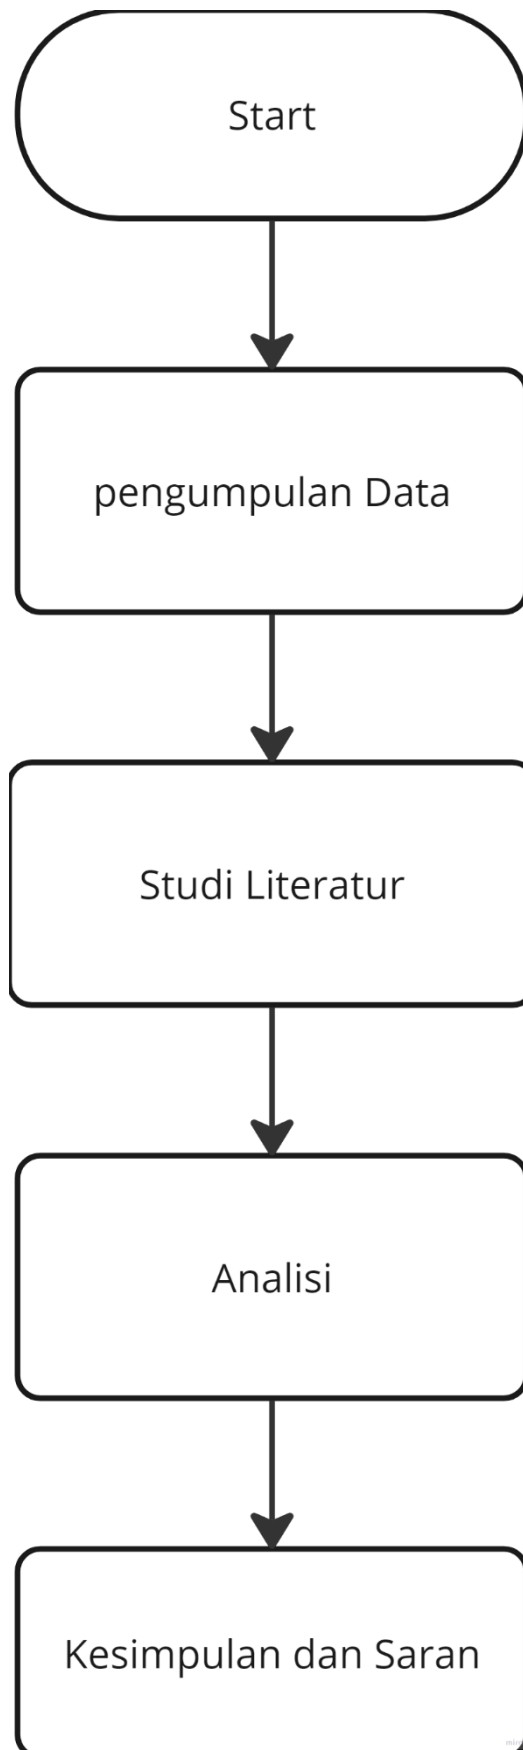 Start
pengumpulan Data
Studi Literatur
Analisi
Kesimpulan dan Saran